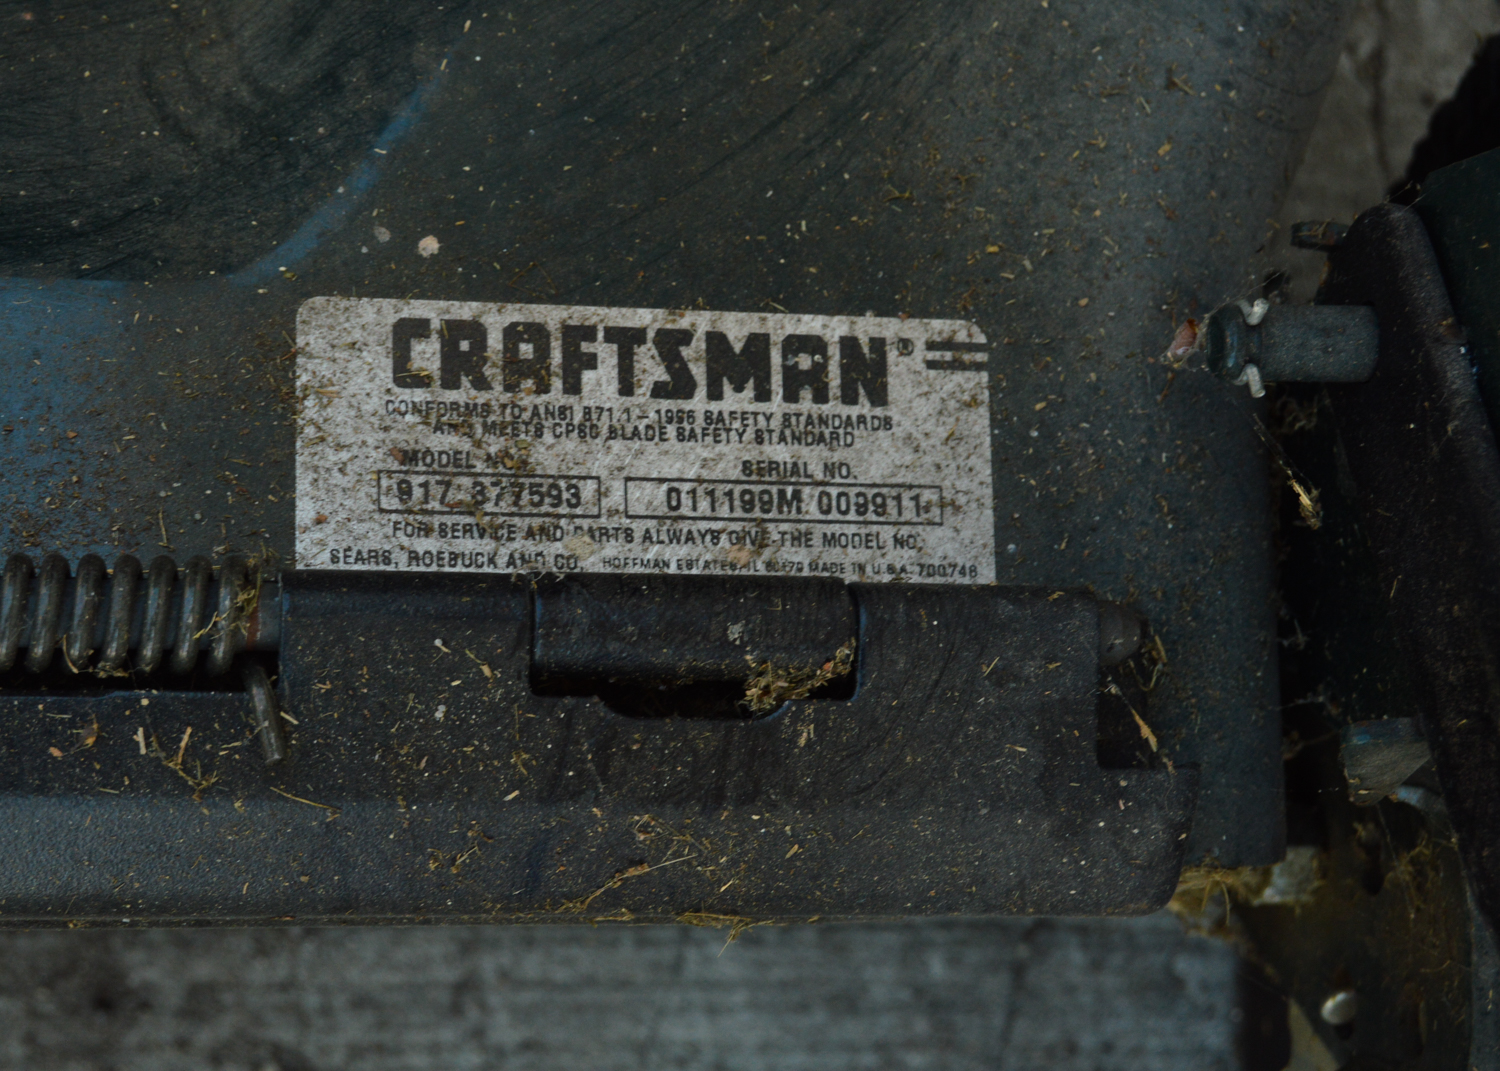 CRAFTSMAN®
CONFORMS TO ANSI B71.1-1996 SAFETY STANDARDS
AND MEETS CPSC BLADE SAFETY STANDARD
MODEL NO. SERIAL NO.
917.377593 011199M 009911
FOR SERVICE AND PARTS ALWAYS GIVE THE MODEL NO.
SEARS, ROEBUCK AND CO. HOFFMAN ESTATES, IL 60179 MADE IN U.S.A. 700748